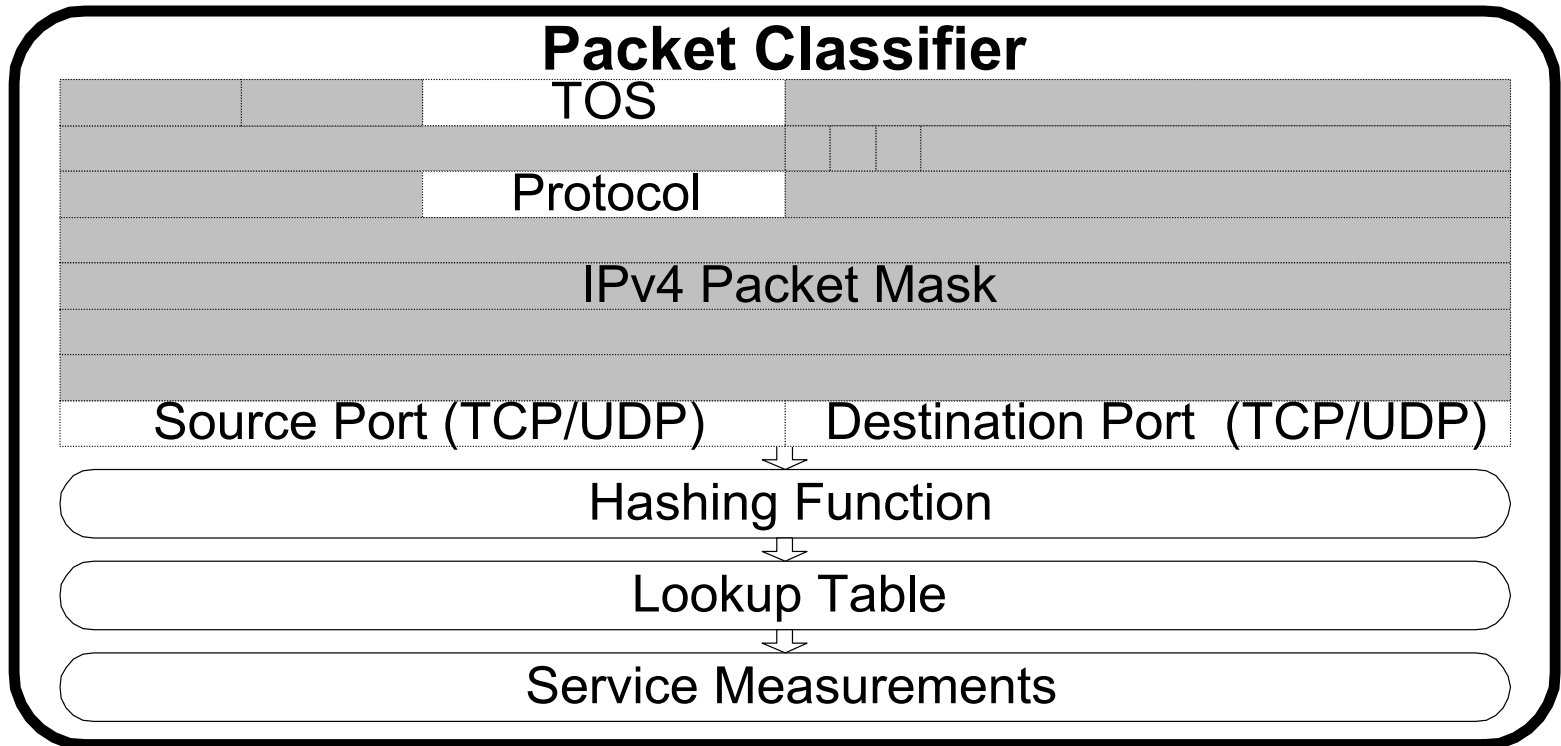 Packet Classifier
TOS
Protocol
IPv4 Packet Mask
Source Port (TCP/UDP)
Destination Port (TCP/UDP)
Hashing Function
Lookup Table
Service Measurements